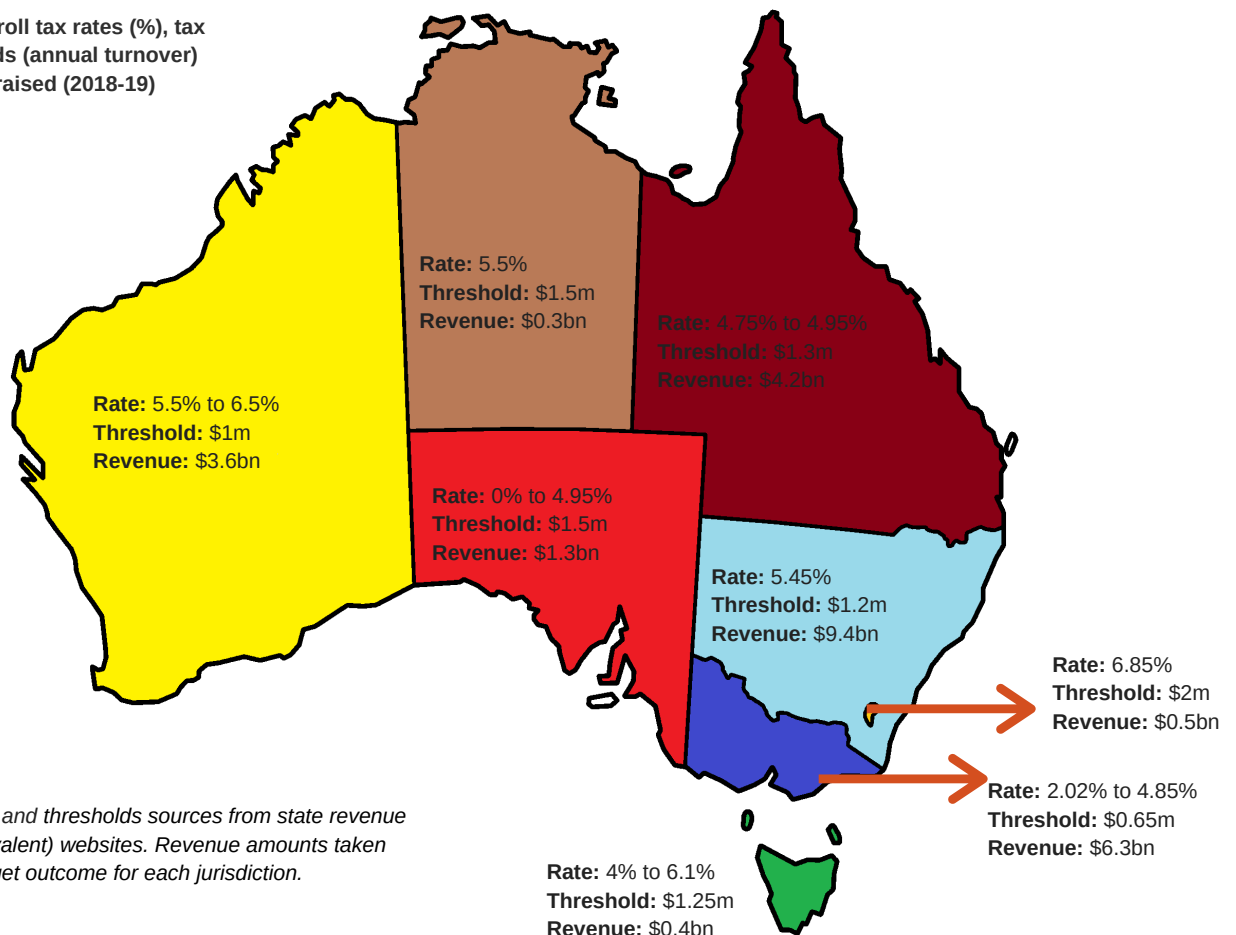 roll tax rates (%), tax
ds (annual turnover)
raised (2018-19)
Rate: 5.5%
Threshold: $1.5m
Revenue: $0.3bn
Rate: 4.75% to 4.95%
Threshold: $1.3m
Revenue: $4.2bn
Rate: 5.5% to 6.5%
Threshold: $1m
Revenue: $3.6bn
Rate: 0% to 4.95%
Threshold: $1.5m
Revenue: $1.3bn
Rate: 5.45%
Threshold: $1.2m
Revenue: $9.4bn
Rate: 6.85%
Threshold: $2m
Revenue: $0.5bn
Rate: 2.02% to 4.85%
Threshold: $0.65m
Revenue: $6.3bn
and thresholds sources from state revenue
valent) websites. Revenue amounts taken
get outcome for each jurisdiction.
Rate: 4% to 6.1%
Threshold: $1.25m
Revenue: $0.4bn